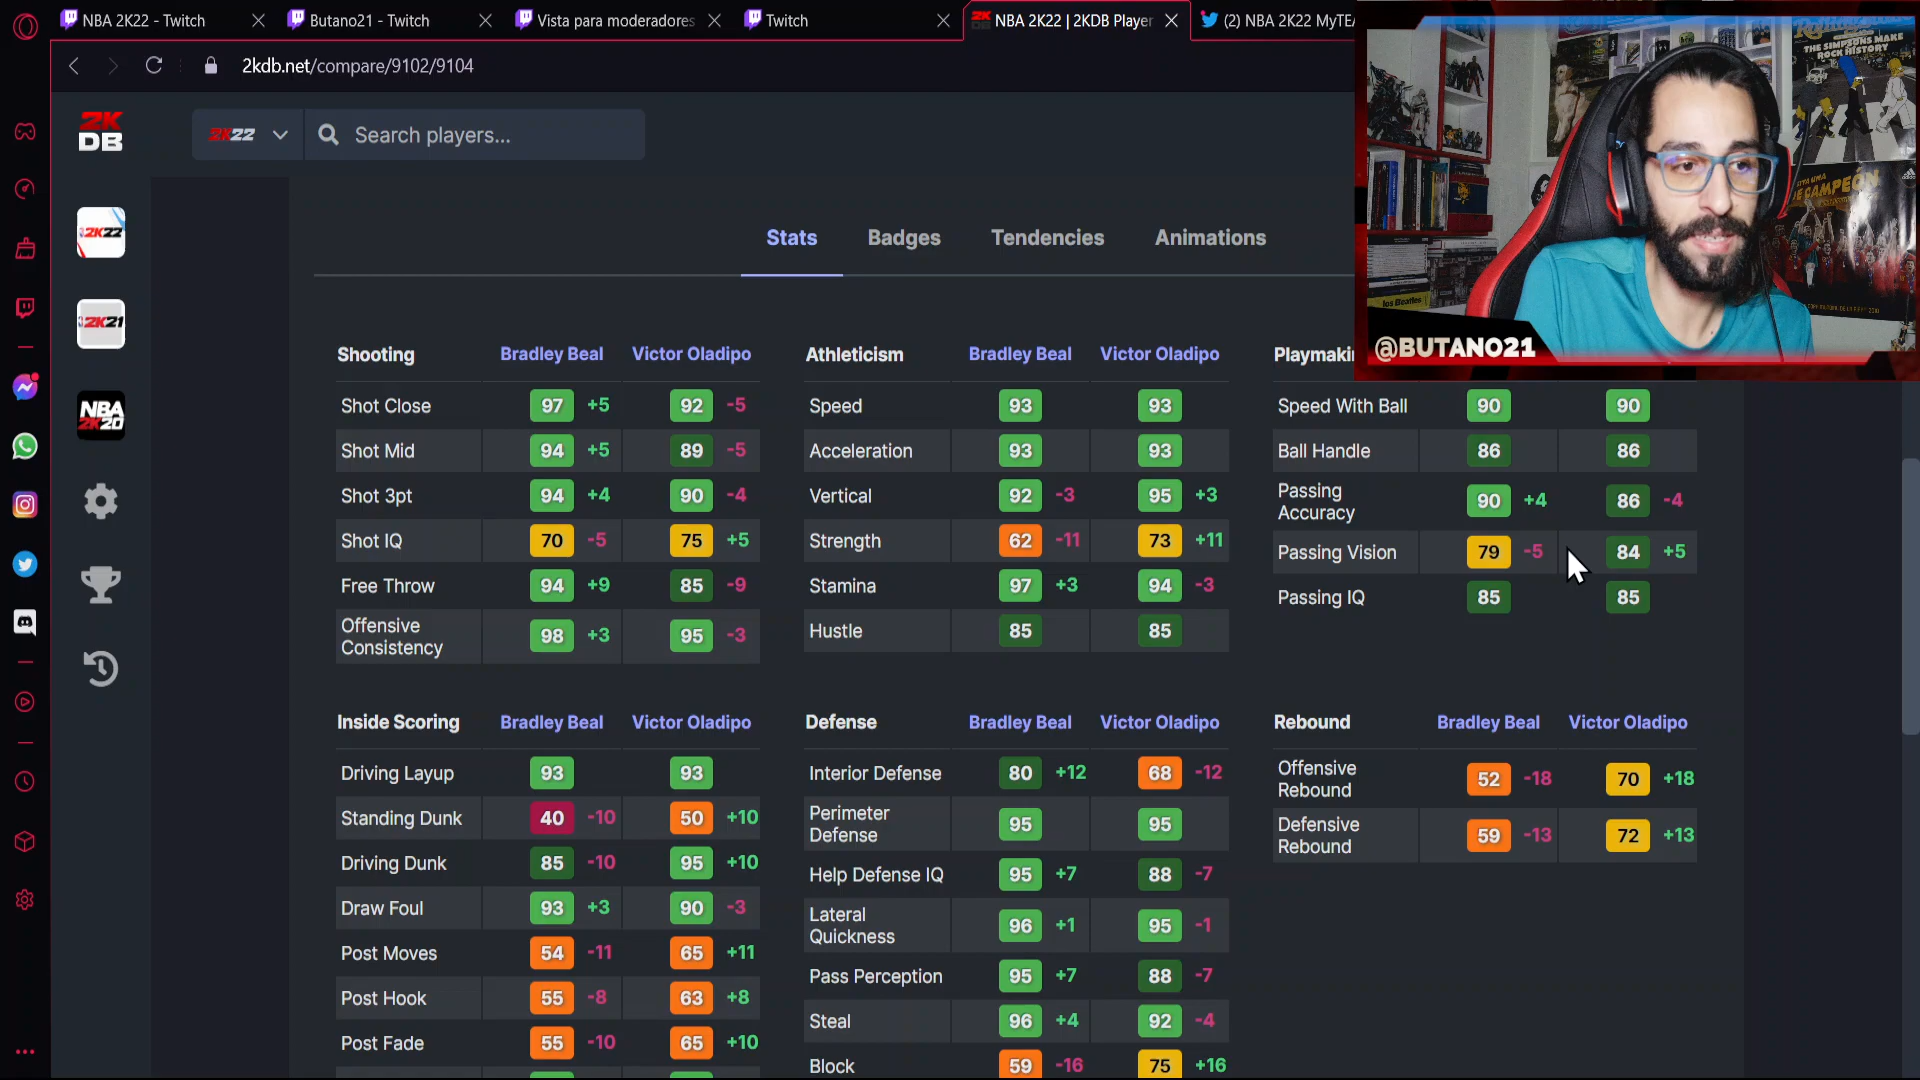 NBA 2K22 - Twitch
Butano21 - Twitch
Vista para moderadores
Twitch
NBA 2K22 | 2KDB Player
(2) NBA 2K22 MyTEA
2kdb.net/compare/9102/9104
2K
DB
2K22
Search players...
2K22
2K21
NBA
2K20
THE SIMPSONS MAKE
ROCK HISTORY
CAMPEÓN
adidas
los Beatles
@BUTANO21
Stats Badges Tendencies Animations
Shooting Bradley Beal Victor Oladipo
Shot Close 97 +5 92 -5
Shot Mid 94 +5 89 -5
Shot 3pt 94 +4 90 -4
Shot IQ 70 -5 75 +5
Free Throw 94 +9 85 -9
Offensive
Consistency 98 +3 95 -3
Athleticism Bradley Beal Victor Oladipo
Speed 93 93
Acceleration 93 93
Vertical 92 -3 95 +3
Strength 62 -11 73 +11
Stamina 97 +3 94 -3
Hustle 85 85
Playmaki
Speed With Ball 90 90
Ball Handle 86 86
Passing
Accuracy 90 +4 86 -4
Passing Vision 79 -5 84 +5
Passing IQ 85 85
Inside Scoring Bradley Beal Victor Oladipo
Driving Layup 93 93
Standing Dunk 40 -10 50 +10
Driving Dunk 85 -10 95 +10
Draw Foul 93 +3 90 -3
Post Moves 54 -11 65 +11
Post Hook 55 -8 63 +8
Post Fade 55 -10 65 +10
Defense Bradley Beal Victor Oladipo
Interior Defense 80 +12 68 -12
Perimeter
Defense 95 95
Help Defense IQ 95 +7 88 -7
Lateral
Quickness 96 +1 95 -1
Pass Perception 95 +7 88 -7
Steal 96 +4 92 -4
Block 59 -16 75 +16
Rebound Bradley Beal Victor Oladipo
Offensive
Rebound 52 -18 70 +18
Defensive
Rebound 59 -13 72 +13